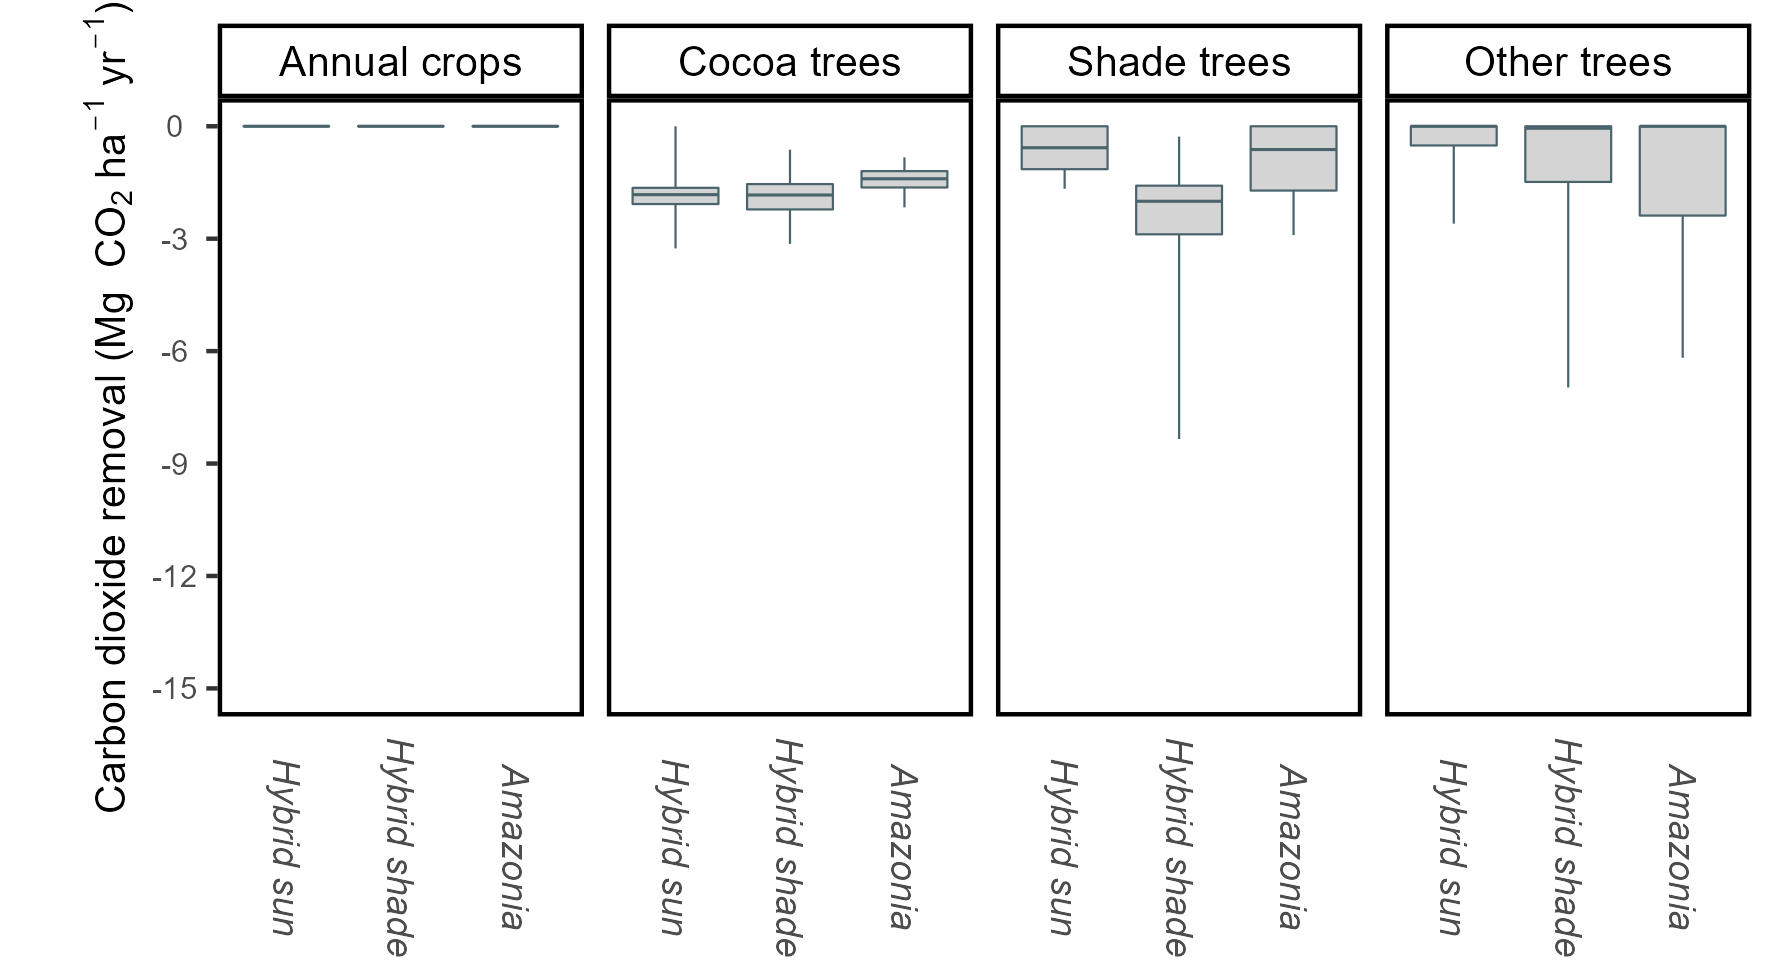 Annual crops
Cocoa trees
Shade trees
Other trees
Carbon dioxide removal (Mg CO₂ ha⁻¹ yr⁻¹)
0
-3
-6
-9
-12
-15
Hybrid sun
Hybrid shade
Amazonia
Hybrid sun
Hybrid shade
Amazonia
Hybrid sun
Hybrid shade
Amazonia
Hybrid sun
Hybrid shade
Amazonia